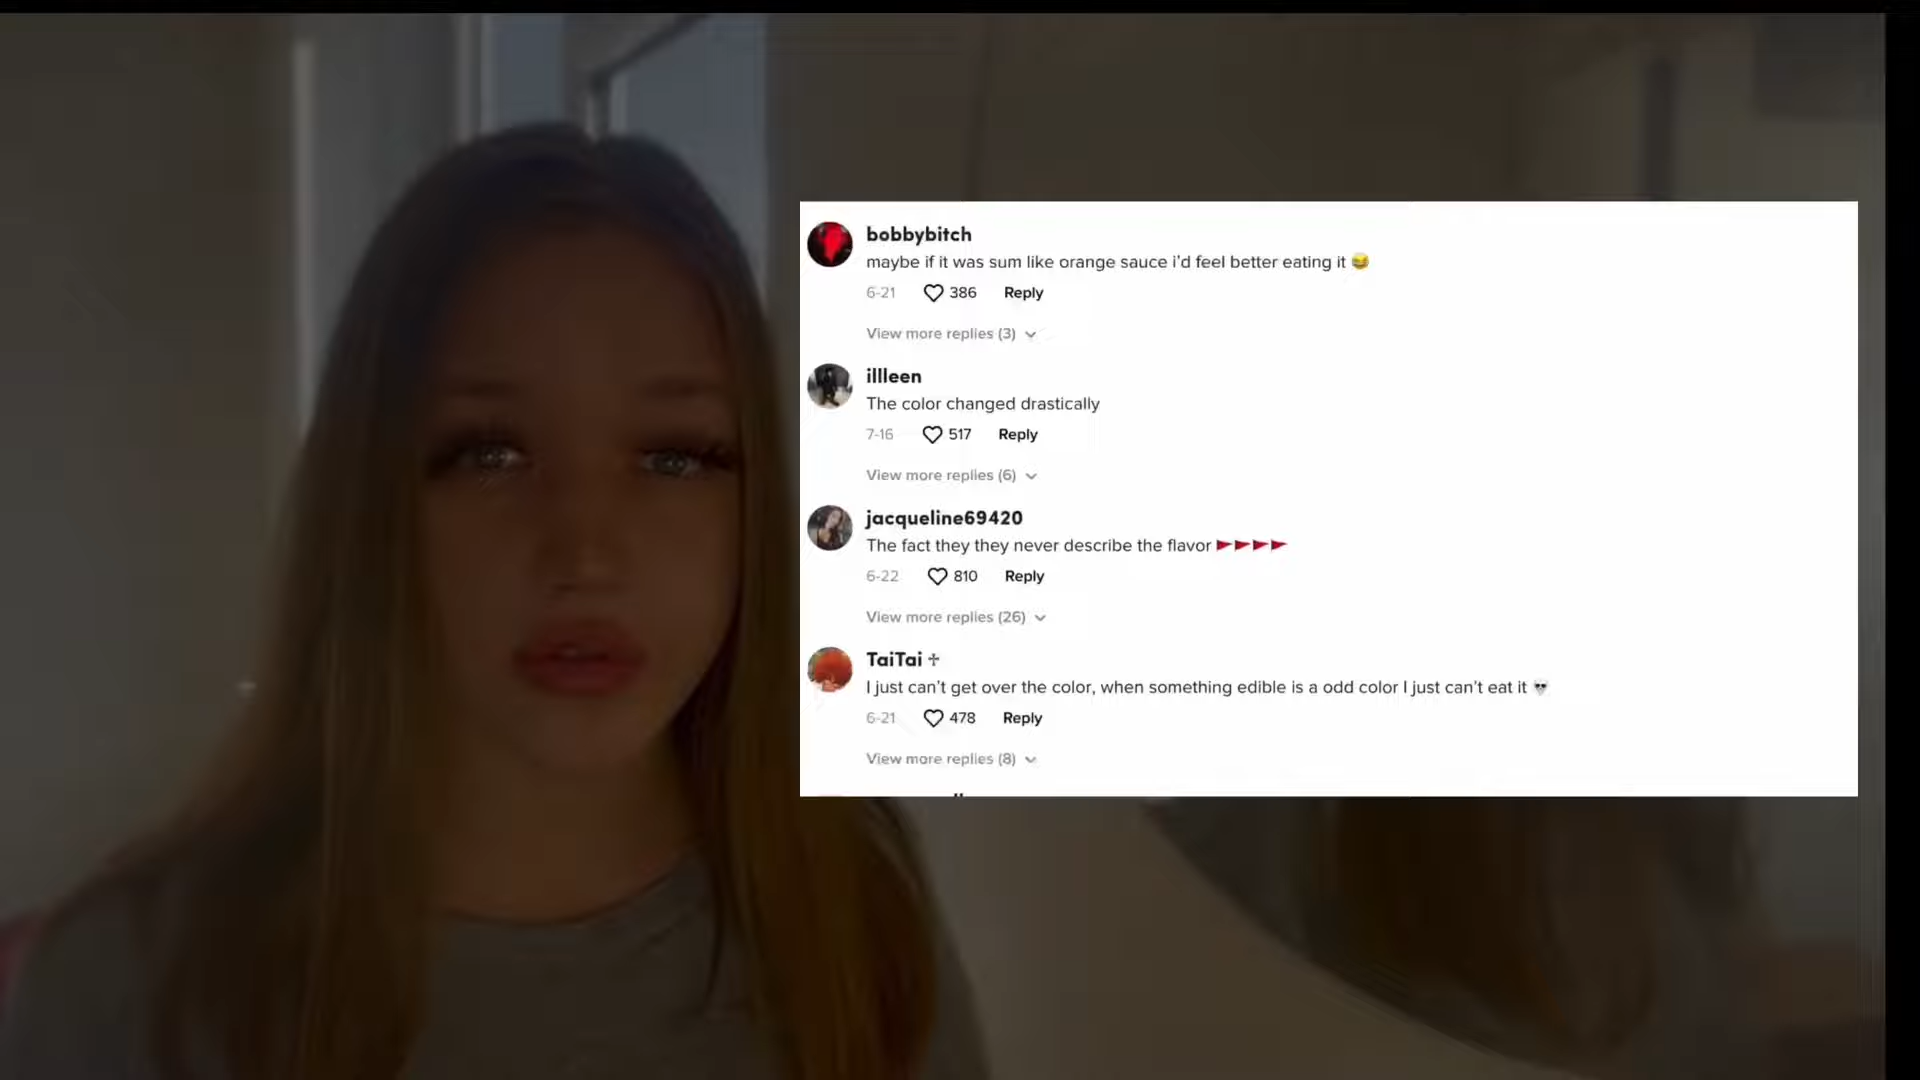 bobbybitch
maybe if it was sum like orange sauce i'd feel better eating it 😂
6-21 386 Reply
View more replies (3)
illleen
The color changed drastically
7-16 517 Reply
View more replies (6)
jacqueline69420
The fact they they never describe the flavor 🚩🚩🚩🚩
6-22 810 Reply
View more replies (26)
TaiTai ✢
I just can't get over the color, when something edible is a odd color I just can't eat it 💀
6-21 478 Reply
View more replies (8)